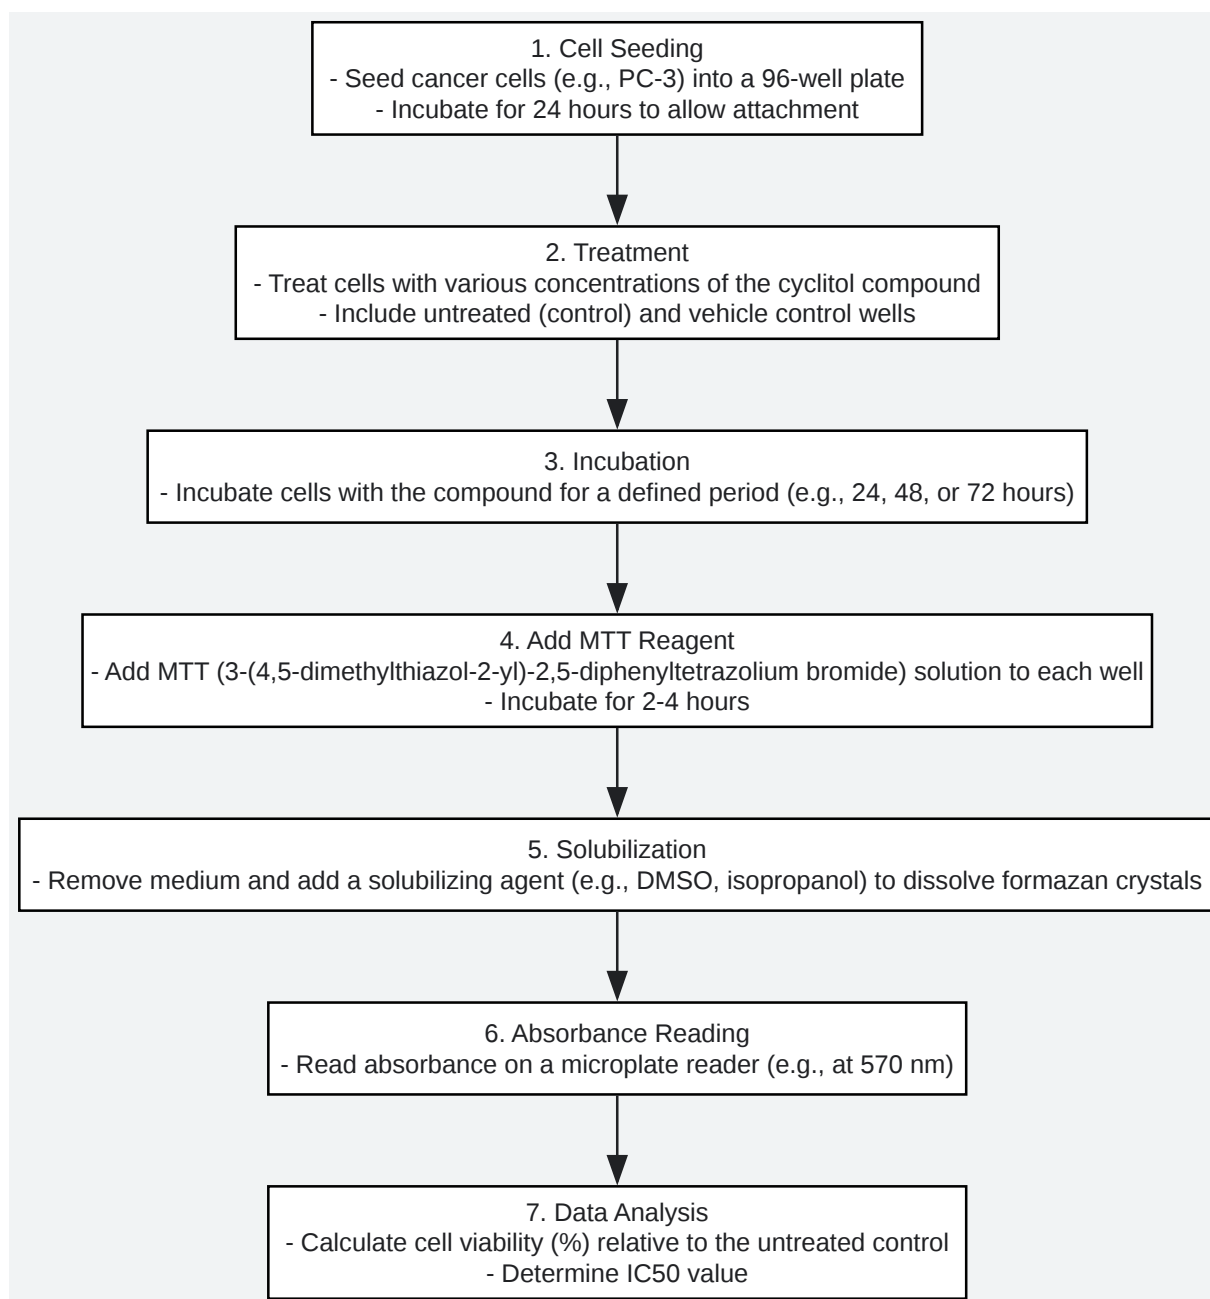 1. Cell Seeding
- Seed cancer cells (e.g., PC-3) into a 96-well plate
- Incubate for 24 hours to allow attachment
2. Treatment
- Treat cells with various concentrations of the cyclitol compound
- Include untreated (control) and vehicle control wells
3. Incubation
- Incubate cells with the compound for a defined period (e.g., 24, 48, or 72 hours)
4. Add MTT Reagent
- Add MTT (3-(4,5-dimethylthiazol-2-yl)-2,5-diphenyltetrazolium bromide) solution to each well
- Incubate for 2-4 hours
5. Solubilization
- Remove medium and add a solubilizing agent (e.g., DMSO, isopropanol) to dissolve formazan crystals
6. Absorbance Reading
- Read absorbance on a microplate reader (e.g., at 570 nm)
7. Data Analysis
- Calculate cell viability (%) relative to the untreated control
- Determine IC50 value